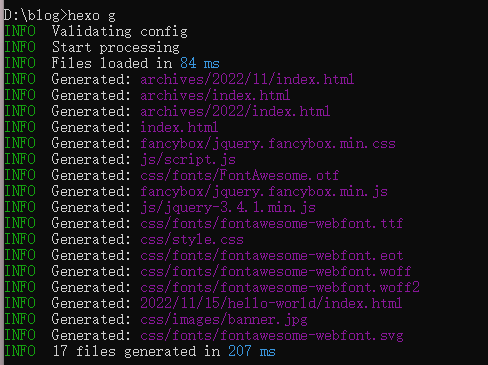 D:\blog>hexo g
INFO  Validating config
INFO  Start processing
INFO  Files loaded in 84 ms
INFO  Generated: archives/2022/11/index.html
INFO  Generated: archives/index.html
INFO  Generated: archives/2022/index.html
INFO  Generated: index.html
INFO  Generated: fancybox/jquery.fancybox.min.css
INFO  Generated: js/script.js
INFO  Generated: css/fonts/FontAwesome.otf
INFO  Generated: fancybox/jquery.fancybox.min.js
INFO  Generated: js/jquery-3.4.1.min.js
INFO  Generated: css/fonts/fontawesome-webfont.ttf
INFO  Generated: css/style.css
INFO  Generated: css/fonts/fontawesome-webfont.eot
INFO  Generated: css/fonts/fontawesome-webfont.woff
INFO  Generated: css/fonts/fontawesome-webfont.woff2
INFO  Generated: 2022/11/15/hello-world/index.html
INFO  Generated: css/images/banner.jpg
INFO  Generated: css/fonts/fontawesome-webfont.svg
INFO  17 files generated in 207 ms